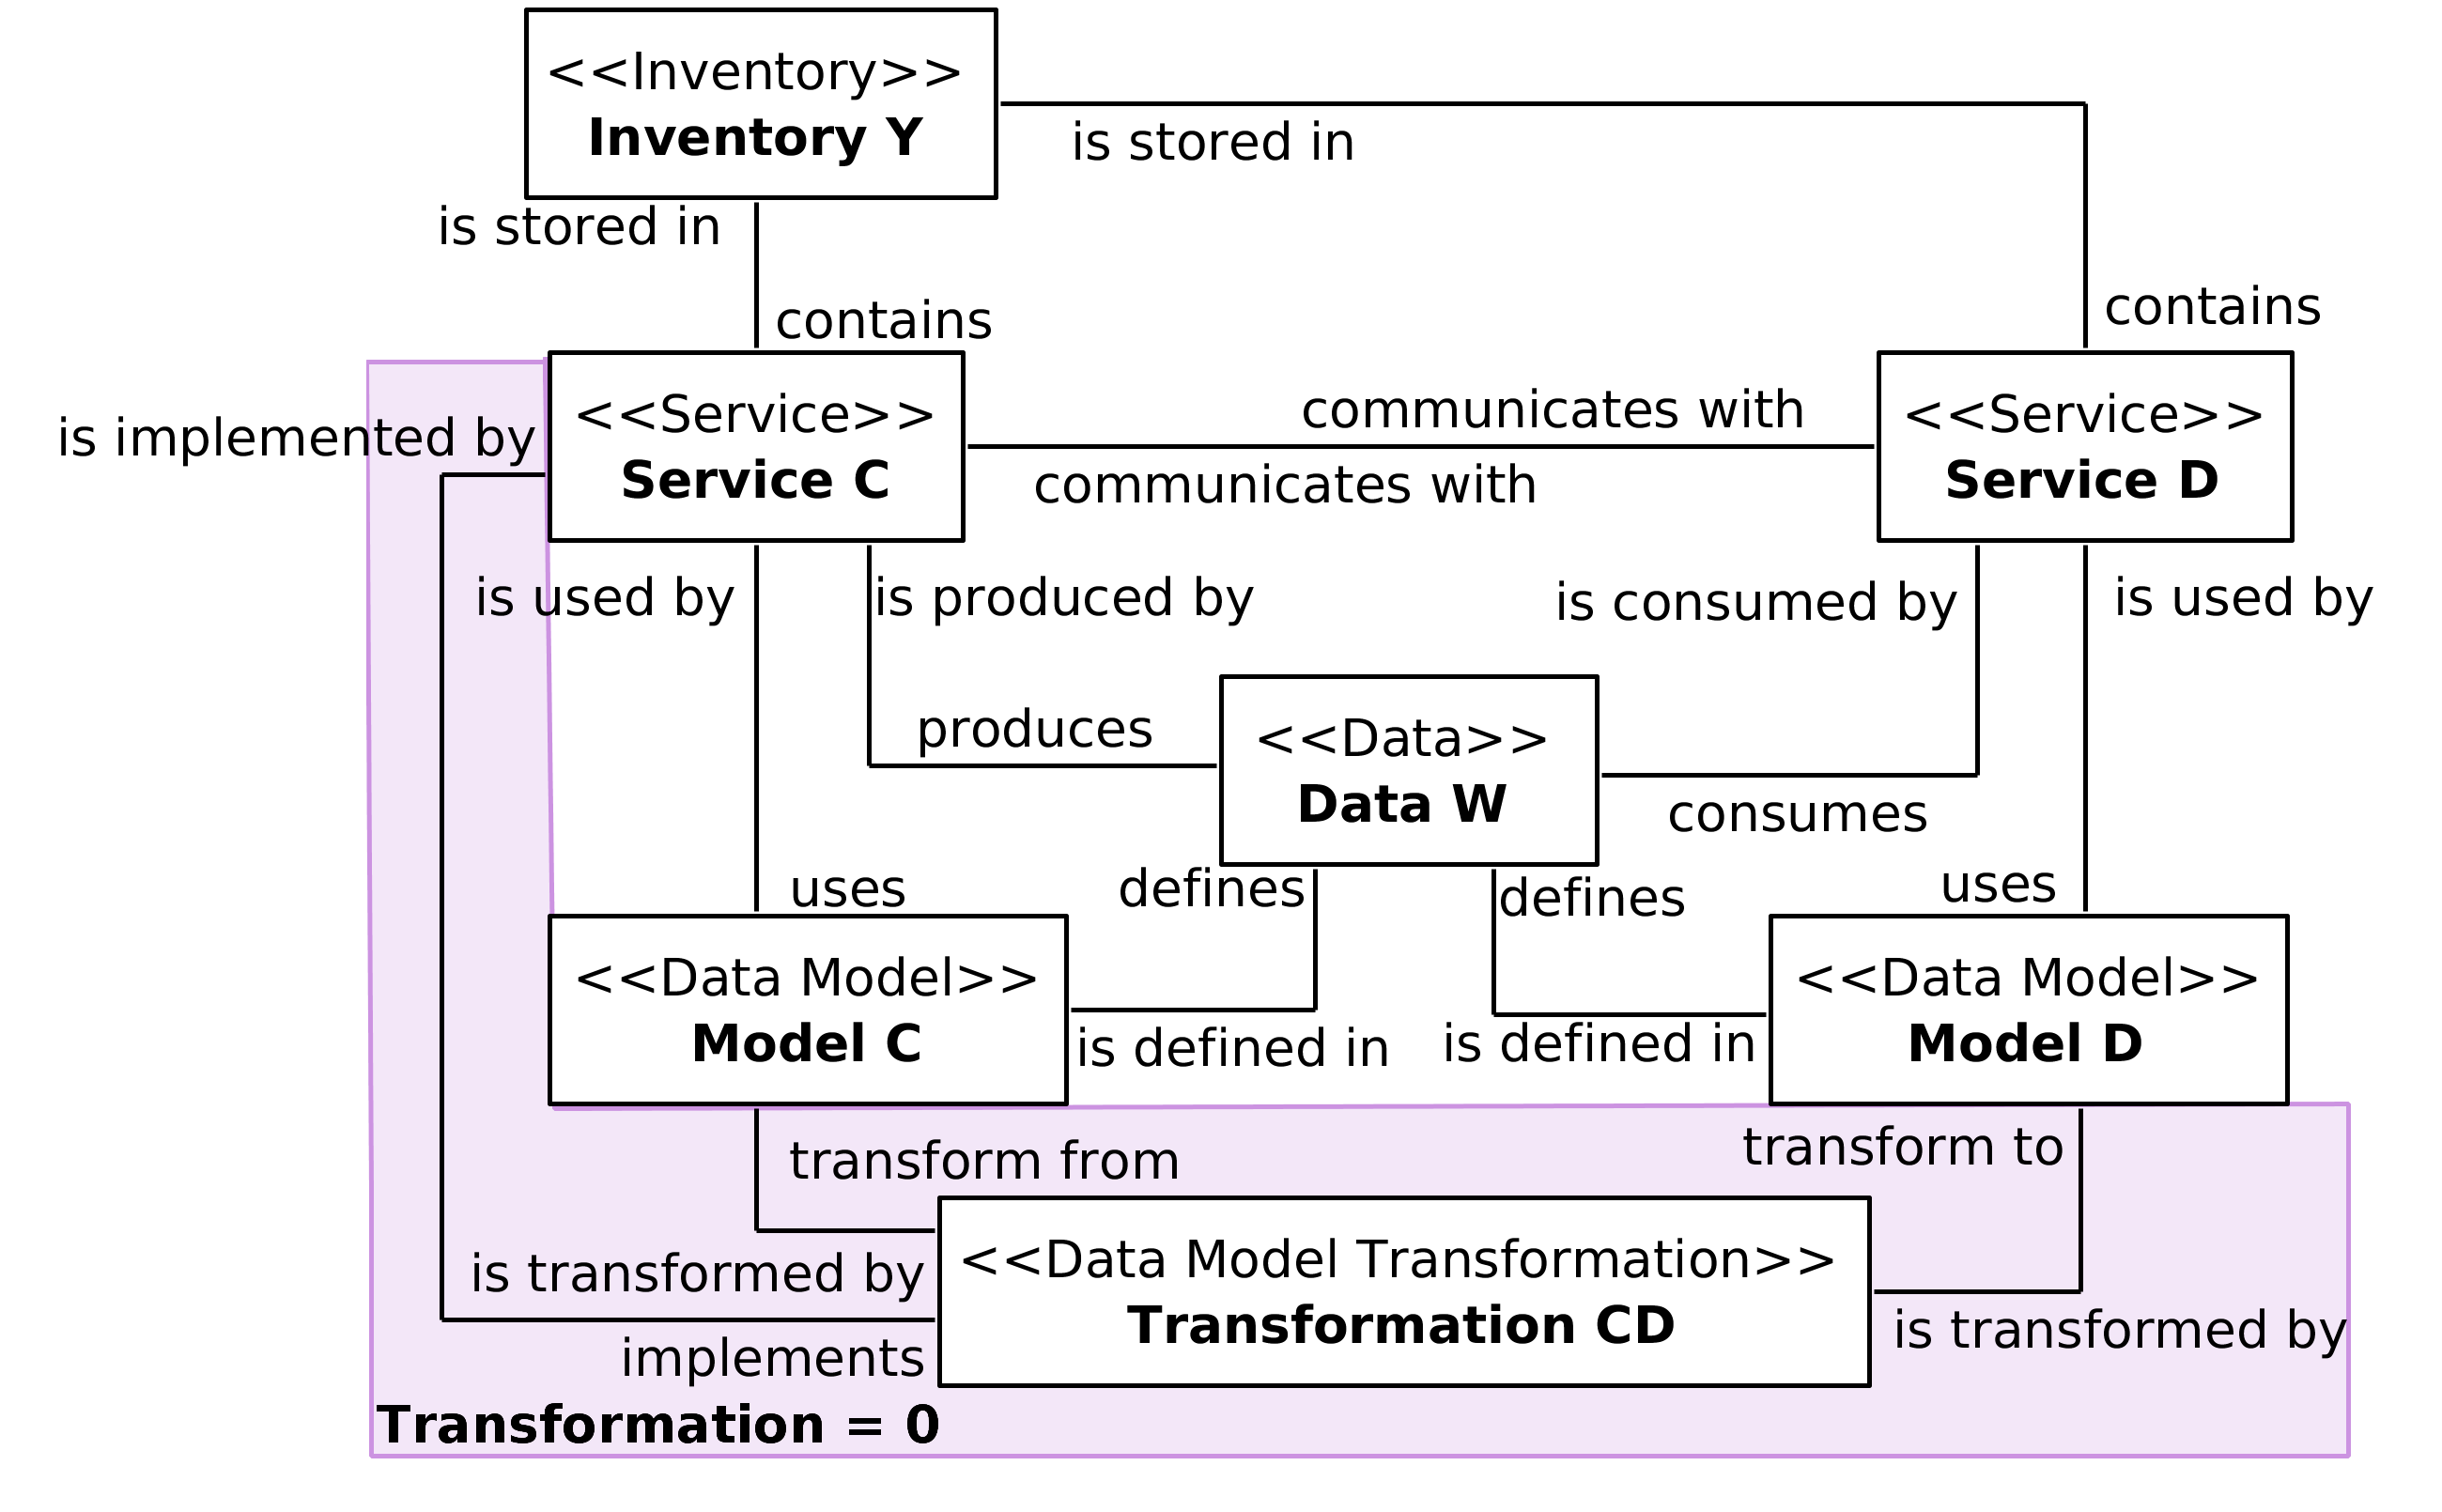 <<Inventory>>
Inventory Y
is stored in
is stored in
contains
contains
<<Service>>
Service C
communicates with
communicates with
<<Service>>
Service D
is implemented by
is used by
is produced by
is consumed by
is used by
produces
<<Data>>
Data W
consumes
uses
defines
defines
uses
<<Data Model>>
Model C
is defined in
is defined in
<<Data Model>>
Model D
transform from
transform to
is transformed by
<<Data Model Transformation>>
Transformation CD
is transformed by
implements
Transformation = 0